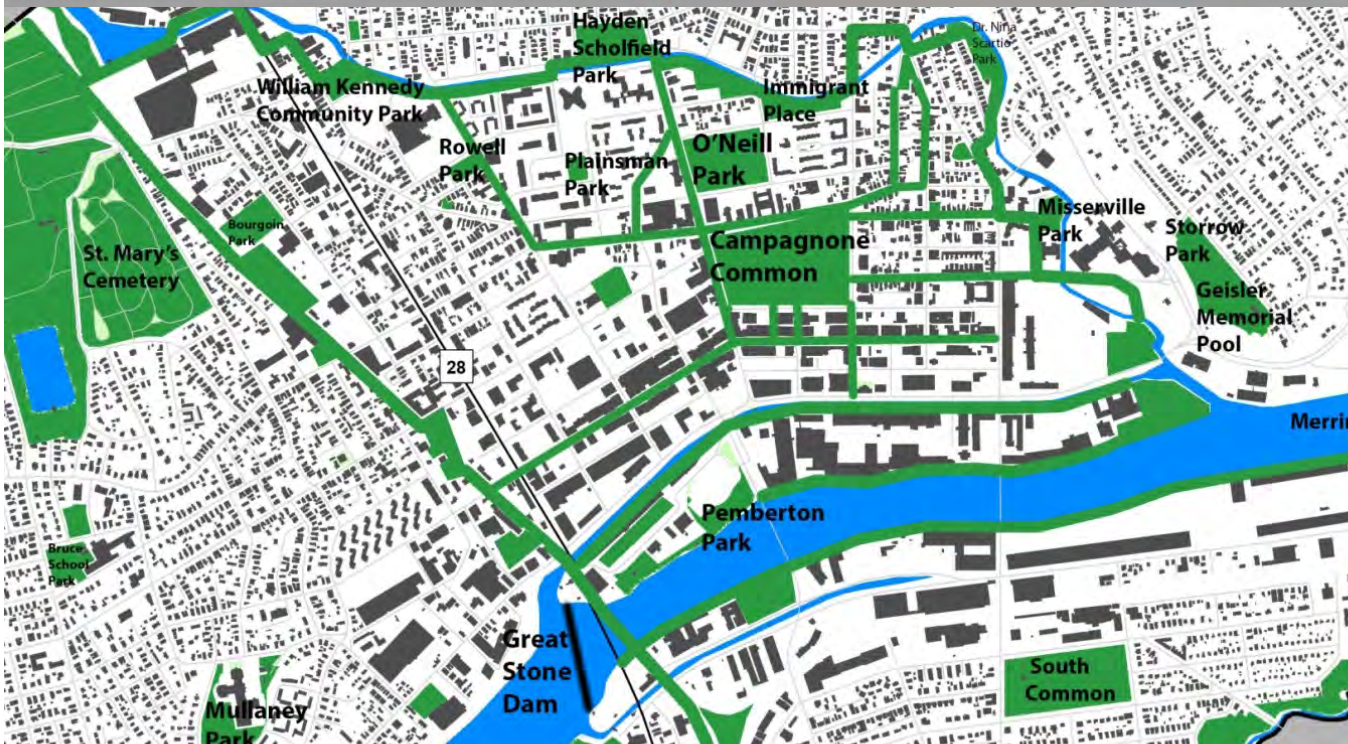 Hayden
Scholfield
Park
Dr. Nina
Scarito
Park
William Kennedy
Community Park
Immigrant
Place
Rowell
Park
Plainsman
Park
O'Neill
Park
Bourgoin
Park
St. Mary's
Cemetery
Campagnone
Common
Misserville
Park
Storrow
Park
Geisler
Memorial
Pool
28
Merri
Pemberton
Park
Bruce
School
Park
Great
Stone
Dam
South
Common
Mullaney
Park